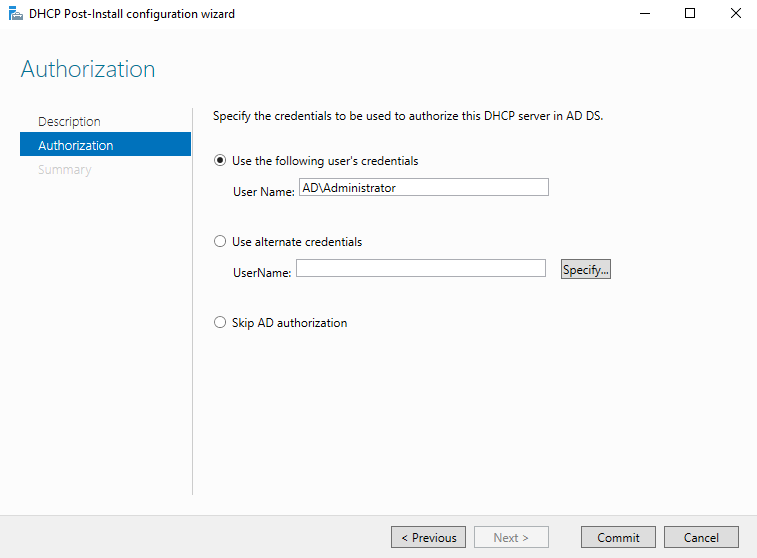 DHCP Post-Install configuration wizard
Authorization
Description
Authorization
Summary
Specify the credentials to be used to authorize this DHCP server in AD DS.
Use the following user's credentials
User Name: AD\Administrator
Use alternate credentials
UserName:
Specify...
Skip AD authorization
< Previous
Next >
Commit
Cancel